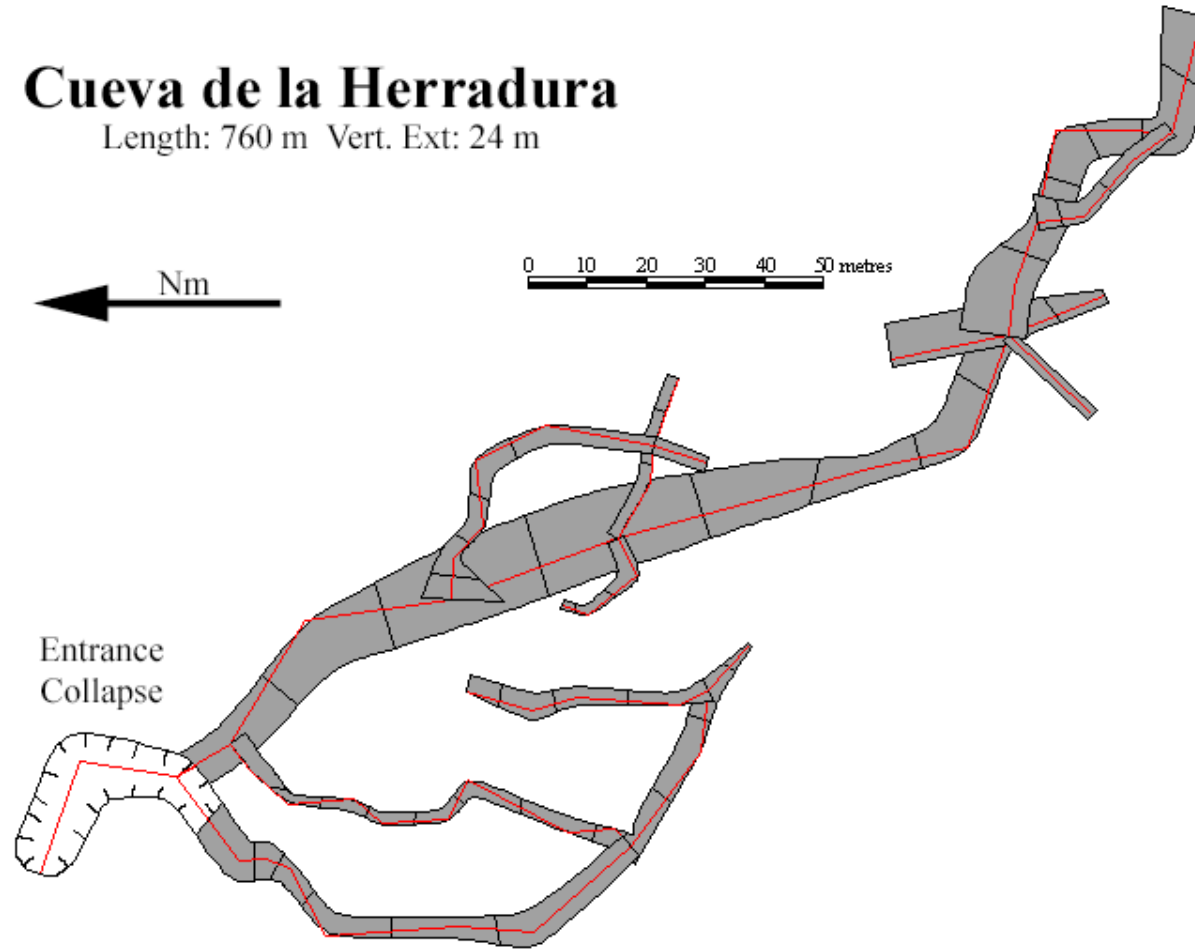 Cueva de la Herradura
Length: 760 m Vert. Ext: 24 m
Nm
0 10 20 30 40 50 metres
Entrance
Collapse